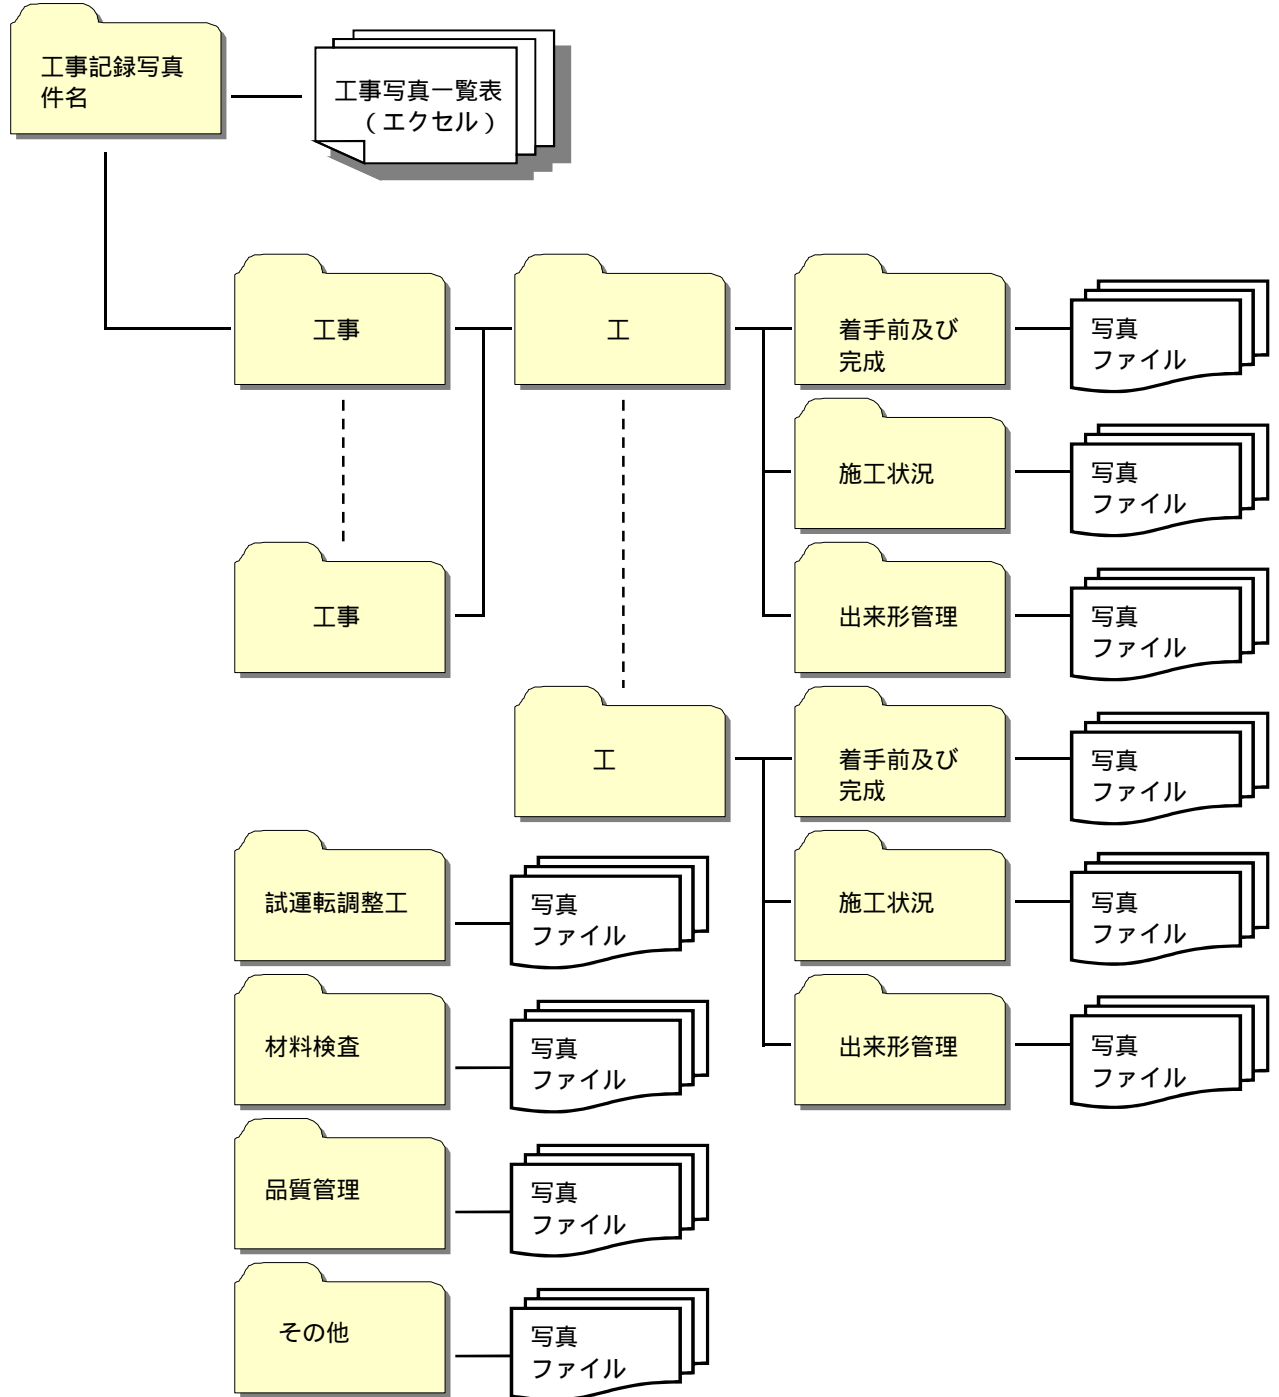 工事記録写真
件名
工事写真一覧表
（エクセル）
工事
工
着手前及び
完成
写真
ファイル
施工状況
写真
ファイル
工事
出来形管理
写真
ファイル
工
着手前及び
完成
写真
ファイル
試運転調整工
写真
ファイル
施工状況
写真
ファイル
材料検査
写真
ファイル
出来形管理
写真
ファイル
品質管理
写真
ファイル
その他
写真
ファイル